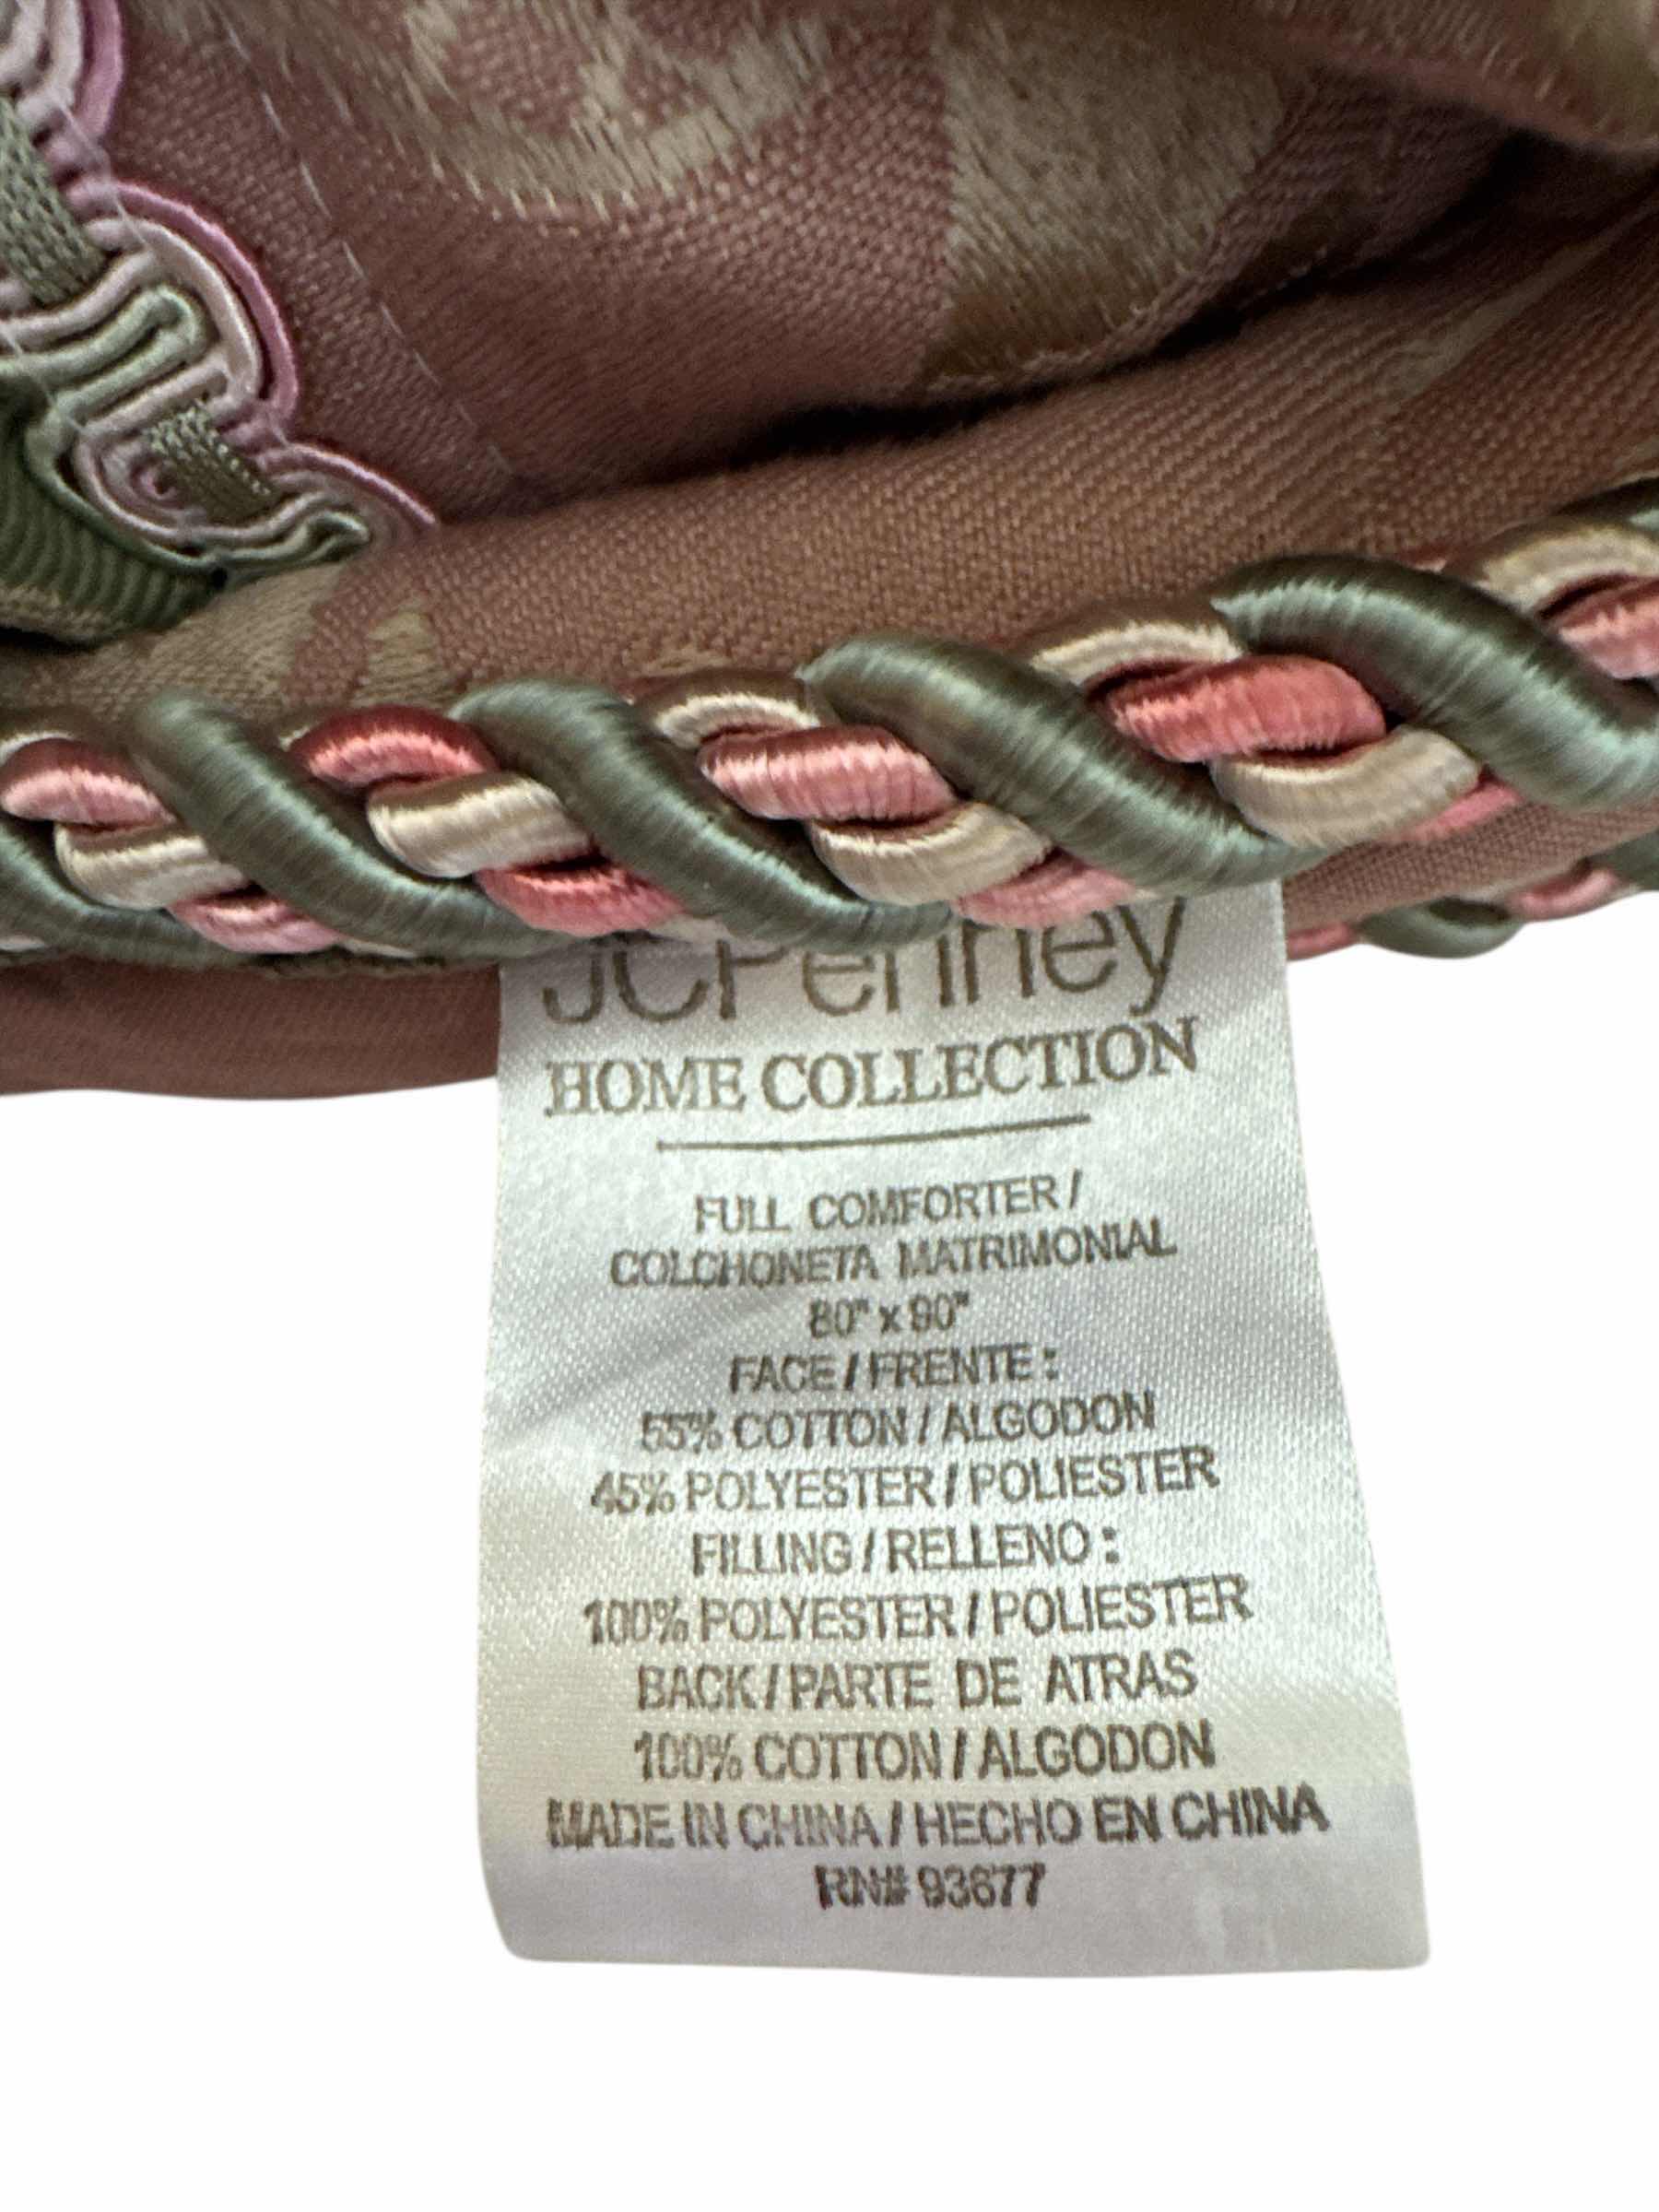 JCPenney
HOME COLLECTION
FULL COMFORTER /
COLCHONETA MATRIMONIAL
80" x 90"
FACE / FRENTE :
55% COTTON / ALGODON
45% POLYESTER / POLIESTER
FILLING / RELLENO :
100% POLYESTER / POLIESTER
BACK / PARTE DE ATRAS
100% COTTON / ALGODON
MADE IN CHINA / HECHO EN CHINA
RN# 93677